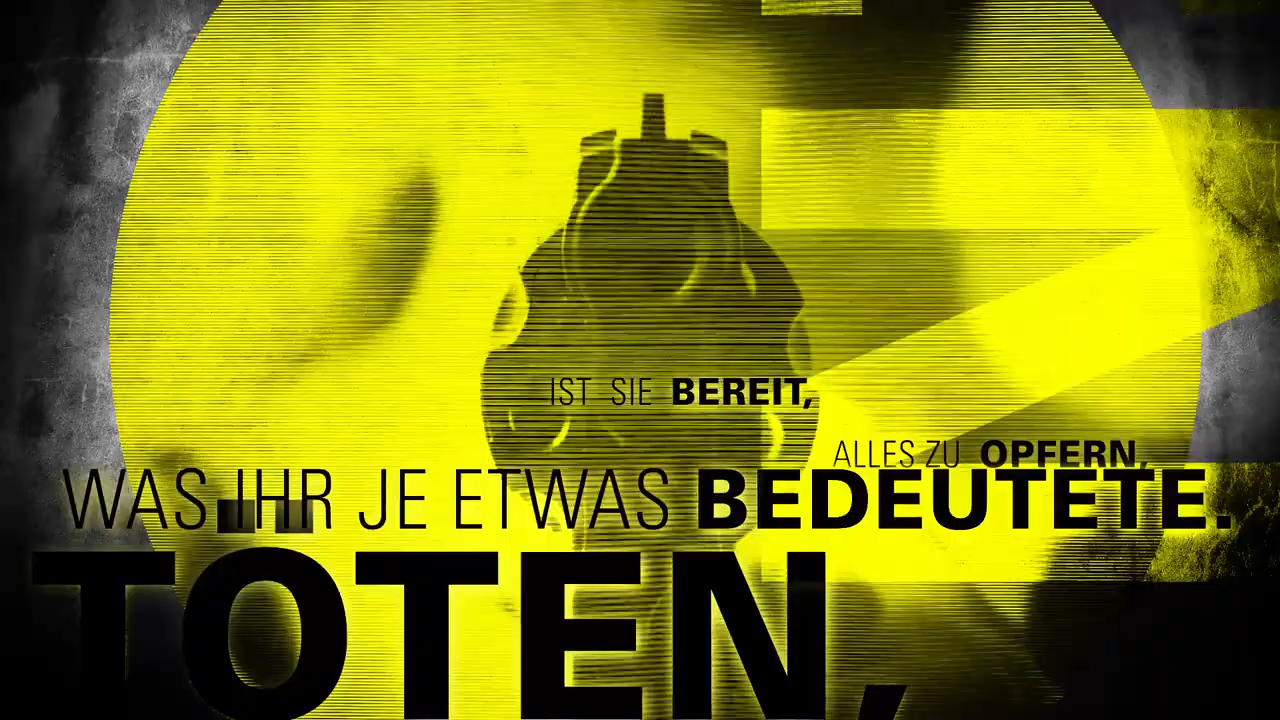 IST SIE BEREIT,
ALLES ZU OPFERN,
WAS IHR JE ETWAS BEDEUTETE.
TOTEN,